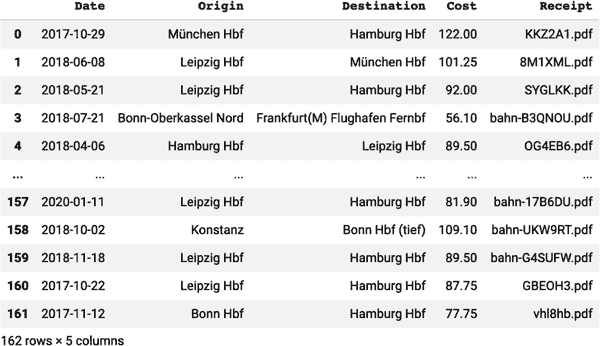 Date Origin Destination Cost Receipt
0 2017-10-29 München Hbf Hamburg Hbf 122.00 KKZ2A1.pdf
1 2018-06-08 Leipzig Hbf München Hbf 101.25 8M1XML.pdf
2 2018-05-21 Leipzig Hbf Hamburg Hbf 92.00 SYGLKK.pdf
3 2018-07-21 Bonn-Oberkassel Nord Frankfurt(M) Flughafen Fernbf 56.10 bahn-B3QNOU.pdf
4 2018-04-06 Hamburg Hbf Leipzig Hbf 89.50 OG4EB6.pdf
... ... ... ... ... ...
157 2020-01-11 Leipzig Hbf Hamburg Hbf 81.90 bahn-17B6DU.pdf
158 2018-10-02 Konstanz Bonn Hbf (tief) 109.10 bahn-UKW9RT.pdf
159 2018-11-18 Leipzig Hbf Hamburg Hbf 89.50 bahn-G4SUFW.pdf
160 2017-10-22 Leipzig Hbf Hamburg Hbf 87.75 GBEOH3.pdf
161 2017-11-12 Bonn Hbf Hamburg Hbf 77.75 vhl8hb.pdf
162 rows × 5 columns